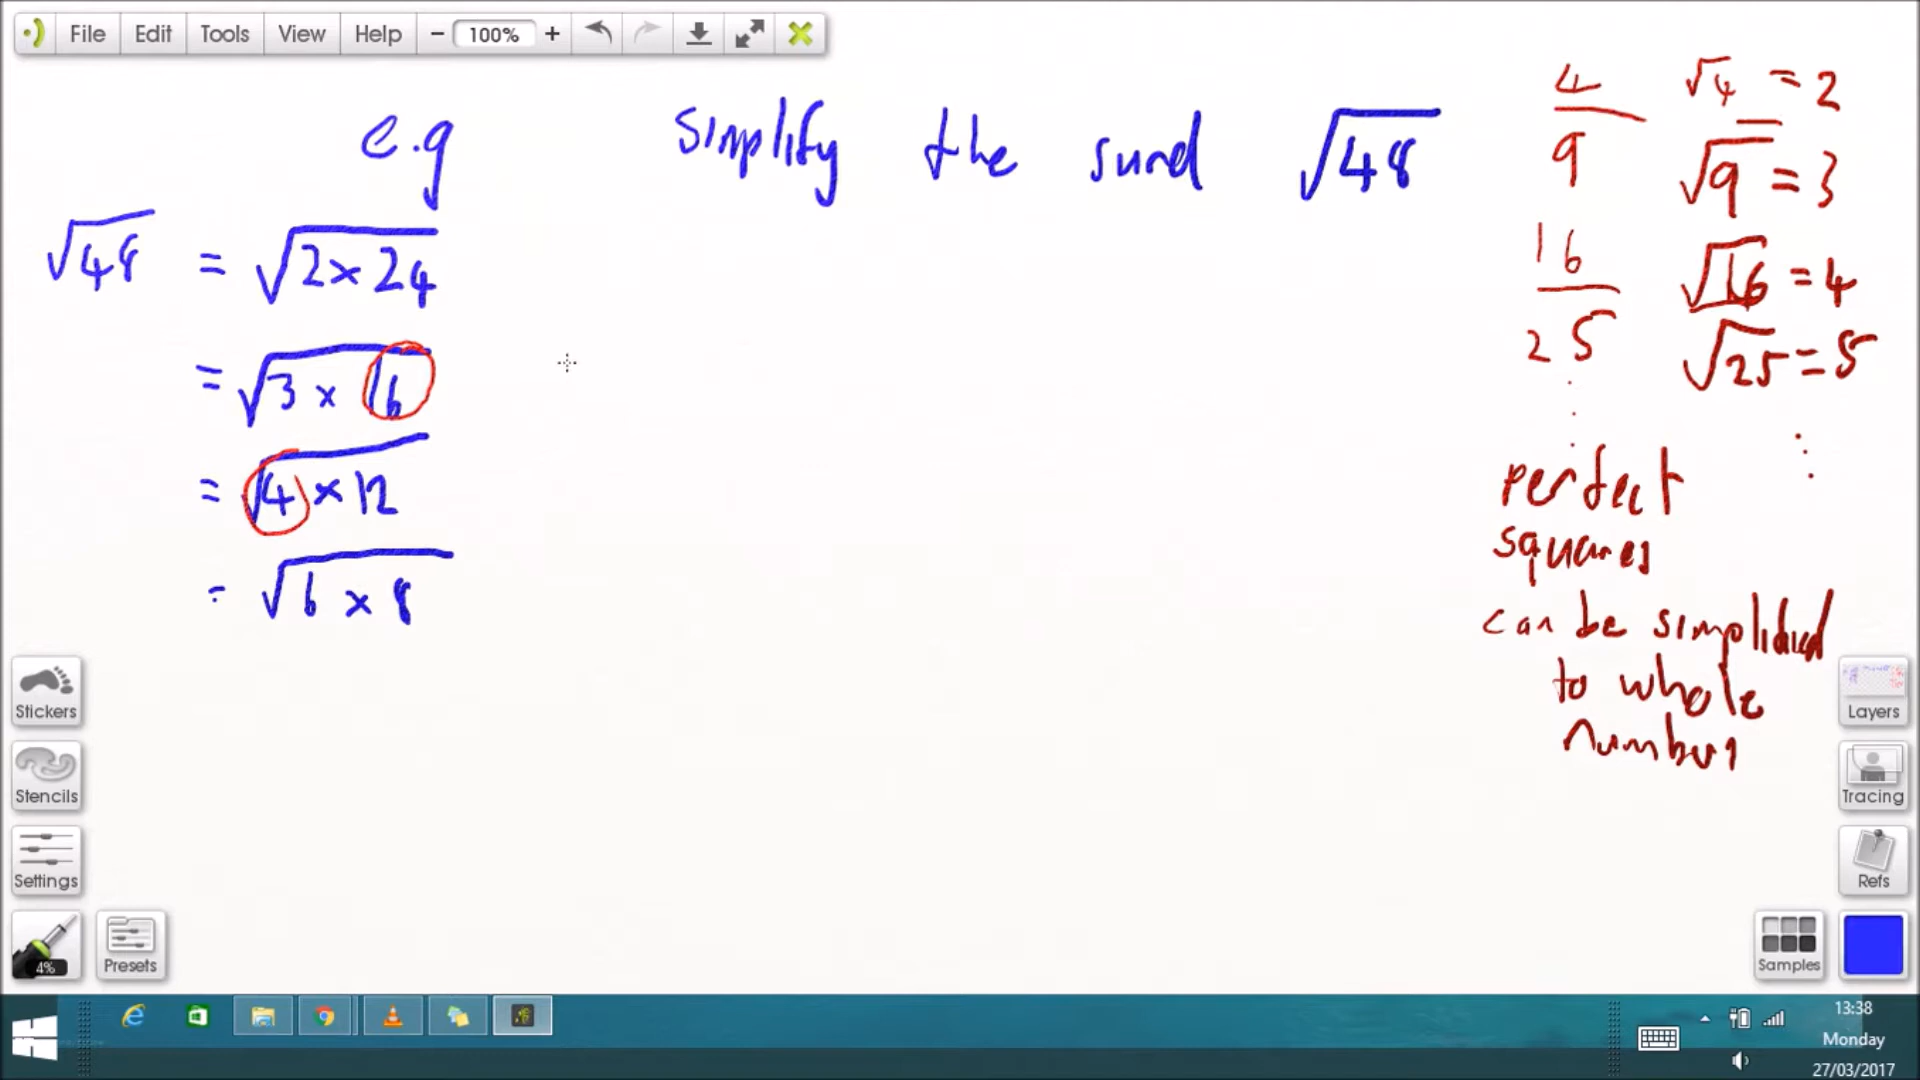 File Edit Tools View Help − 100% +
e.g simplify the surd √48
√48 = √2×24
= √3 × 16
= √4 × 12
= √6 × 8
4 √4 = 2
9 √9 = 3
16 √16 = 4
25 √25 = 5
perfect
squares
can be simplified
to whole
numbers
Stickers
Stencils
Settings
4%
Presets
Layers
Tracing
Refs
Samples
13:38
Monday
27/03/2017